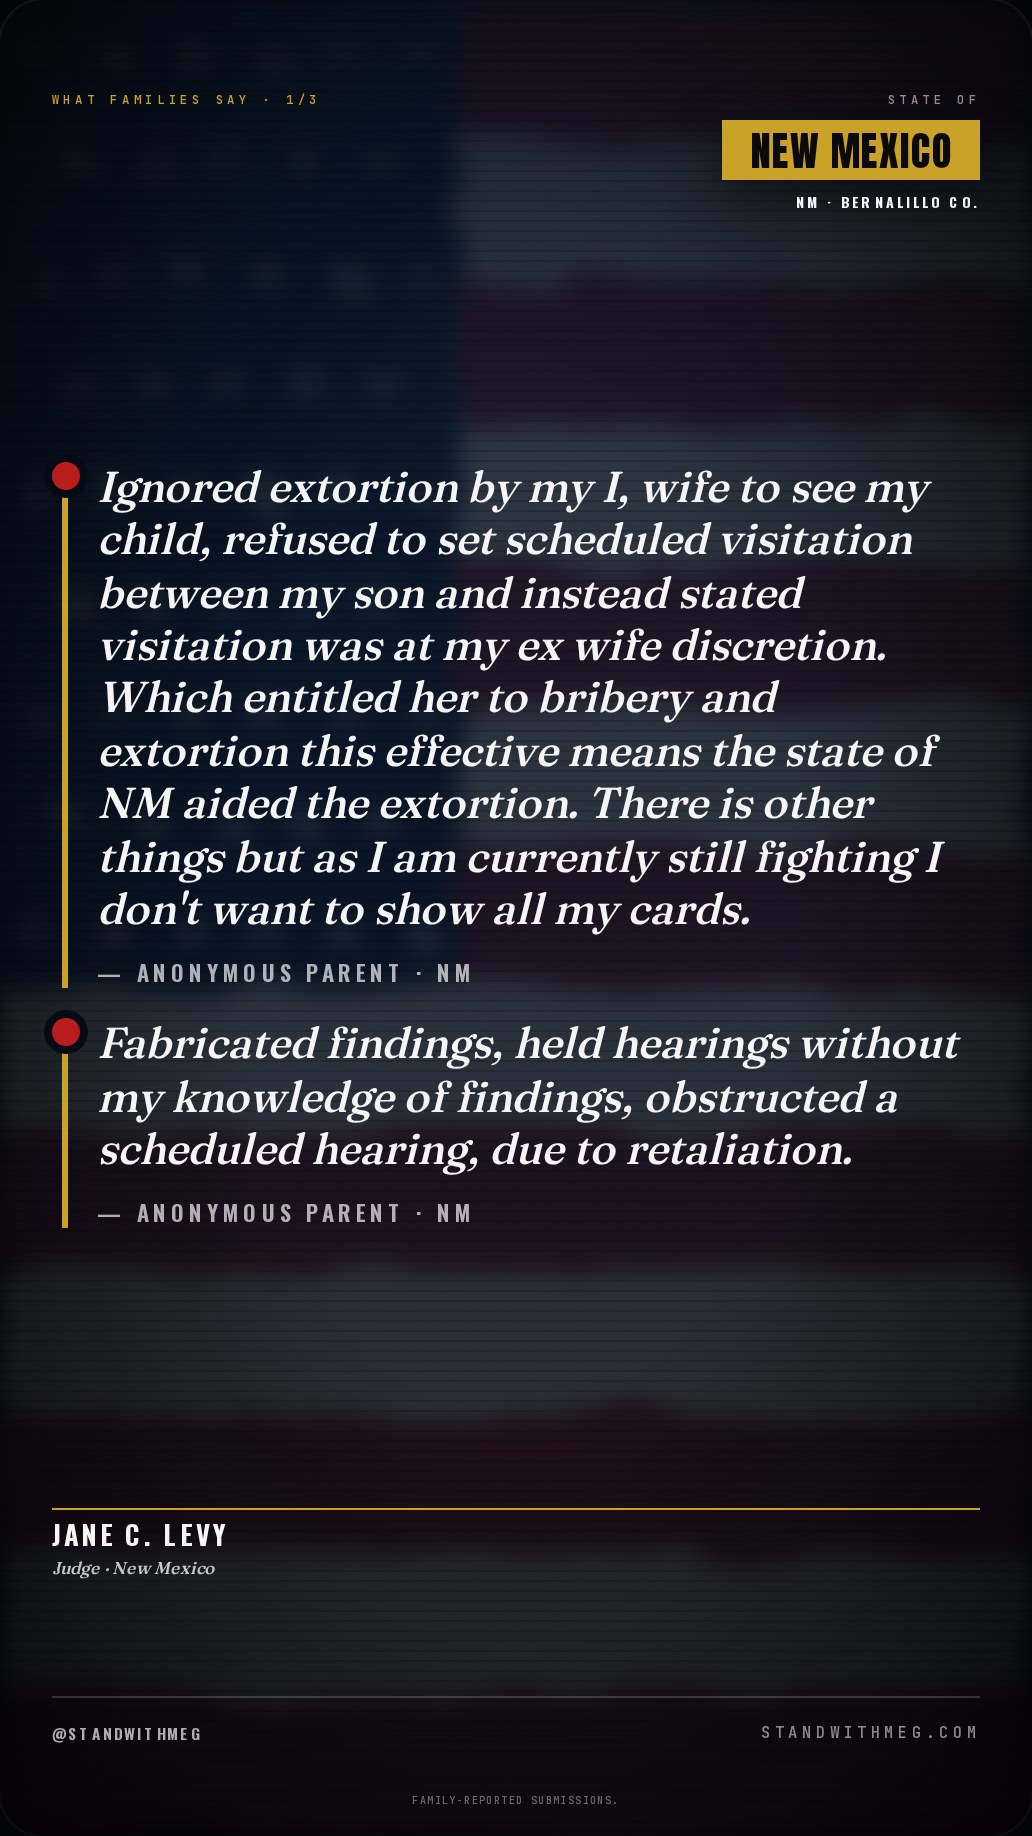 WHAT FAMILIES SAY · 1/3
STATE OF
NEW MEXICO
NM · BERNALILLO CO.
Ignored extortion by my I, wife to see my
child, refused to set scheduled visitation
between my son and instead stated
visitation was at my ex wife discretion.
Which entitled her to bribery and
extortion this effective means the state of
NM aided the extortion. There is other
things but as I am currently still fighting I
don't want to show all my cards.
— ANONYMOUS PARENT · NM
Fabricated findings, held hearings without
my knowledge of findings, obstructed a
scheduled hearing, due to retaliation.
— ANONYMOUS PARENT · NM
JANE C. LEVY
Judge · New Mexico
@STANDWITHMEG
STANDWITHMEG.COM
FAMILY-REPORTED SUBMISSIONS.